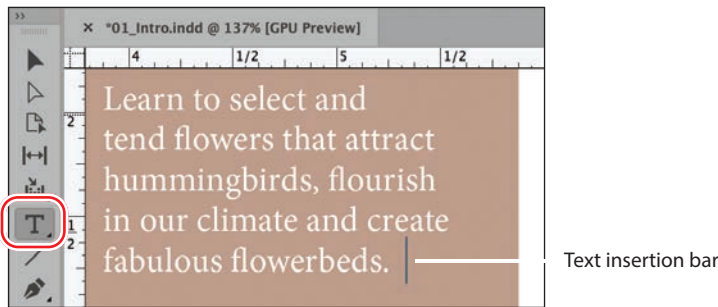 ×  *01_Intro.indd @ 137% [GPU Preview]
4 1/2 5 1/2
2
1
2
T
Learn to select and
tend flowers that attract
hummingbirds, flourish
in our climate and create
fabulous flowerbeds.
Text insertion bar